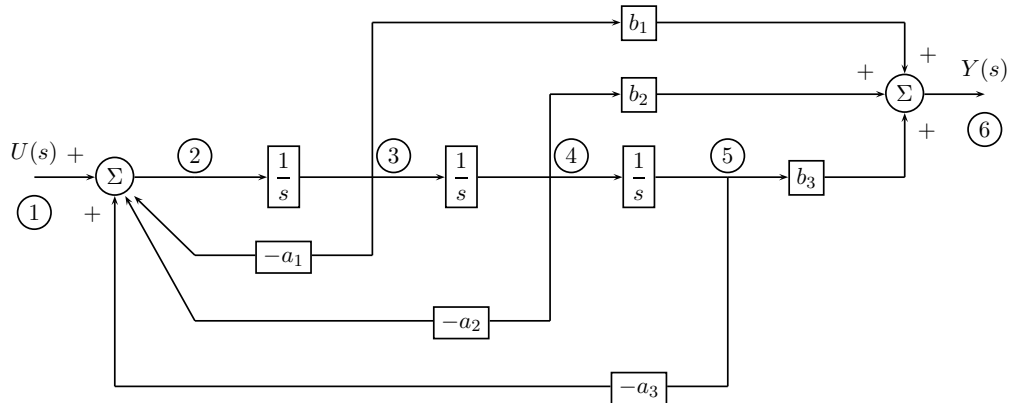 b₁
+
Y(s)
+
b₂
Σ
6
+
U(s) +
2
3
4
5
Σ
1/s
1/s
1/s
b₃
1
+
−a₁
−a₂
−a₃